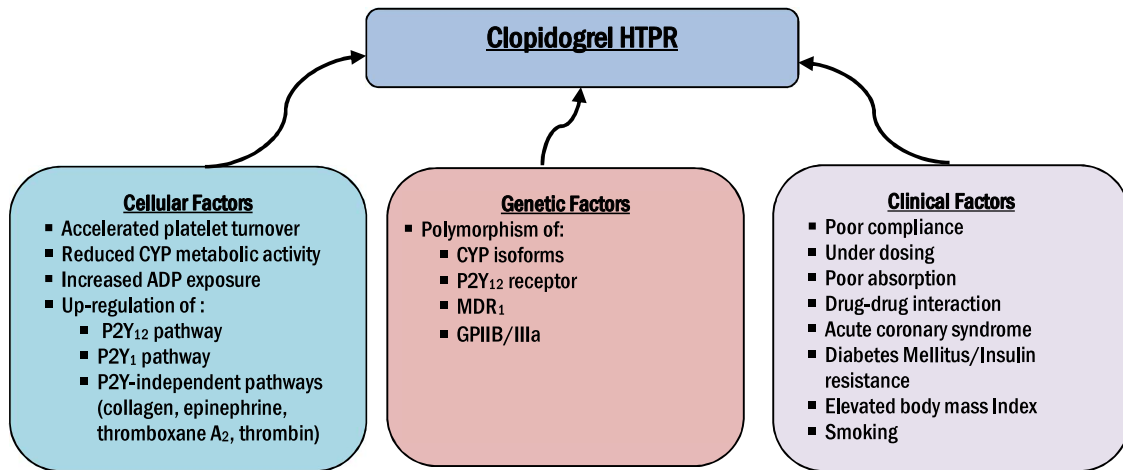 Clopidogrel HTPR
Cellular Factors
▪ Accelerated platelet turnover
▪ Reduced CYP metabolic activity
▪ Increased ADP exposure
▪ Up-regulation of :
▪ P2Y₁₂ pathway
▪ P2Y₁ pathway
▪ P2Y-independent pathways
(collagen, epinephrine,
thromboxane A₂, thrombin)
Genetic Factors
▪ Polymorphism of:
▪ CYP isoforms
▪ P2Y₁₂ receptor
▪ MDR₁
▪ GPIIB/IIIa
Clinical Factors
▪ Poor compliance
▪ Under dosing
▪ Poor absorption
▪ Drug-drug interaction
▪ Acute coronary syndrome
▪ Diabetes Mellitus/Insulin
resistance
▪ Elevated body mass Index
▪ Smoking